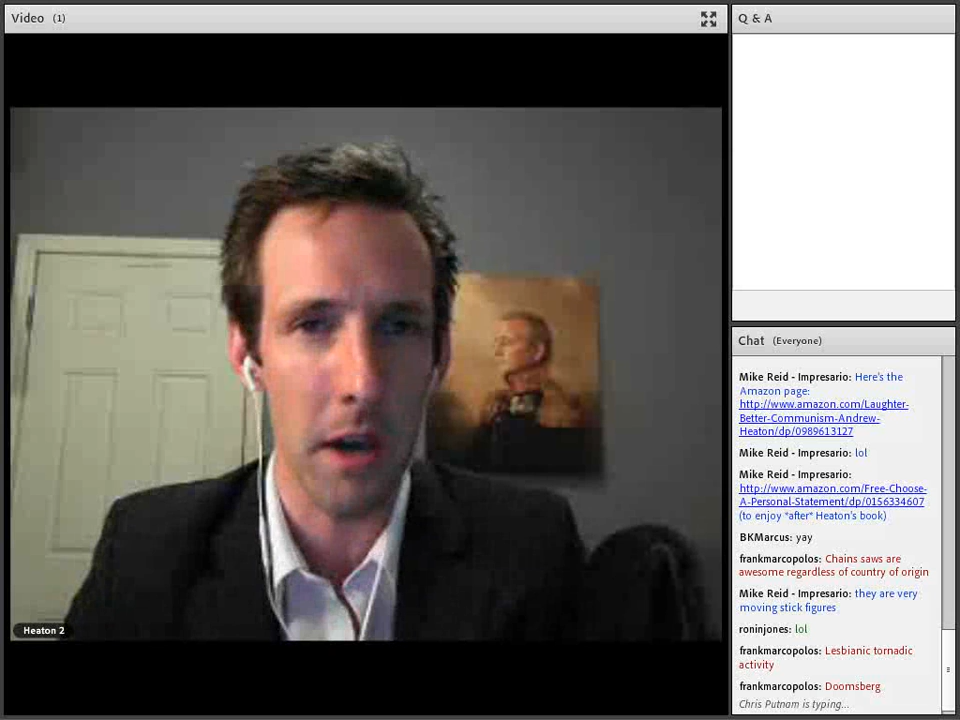 Video (1)
Q & A
Heaton 2
Chat (Everyone)
Mike Reid - Impresario: Here's the
Amazon page:
http://www.amazon.com/Laughter-
Better-Communism-Andrew-
Heaton/dp/0989613127
Mike Reid - Impresario: lol
Mike Reid - Impresario:
http://www.amazon.com/Free-Choose-
A-Personal-Statement/dp/0156334607
(to enjoy *after* Heaton's book)
BKMarcus: yay
frankmarcopolos: Chains saws are
awesome regardless of country of origin
Mike Reid - Impresario: they are very
moving stick figures
roninjones: lol
frankmarcopolos: Lesbianic tornadic
activity
frankmarcopolos: Doomsberg
Chris Putnam is typing...